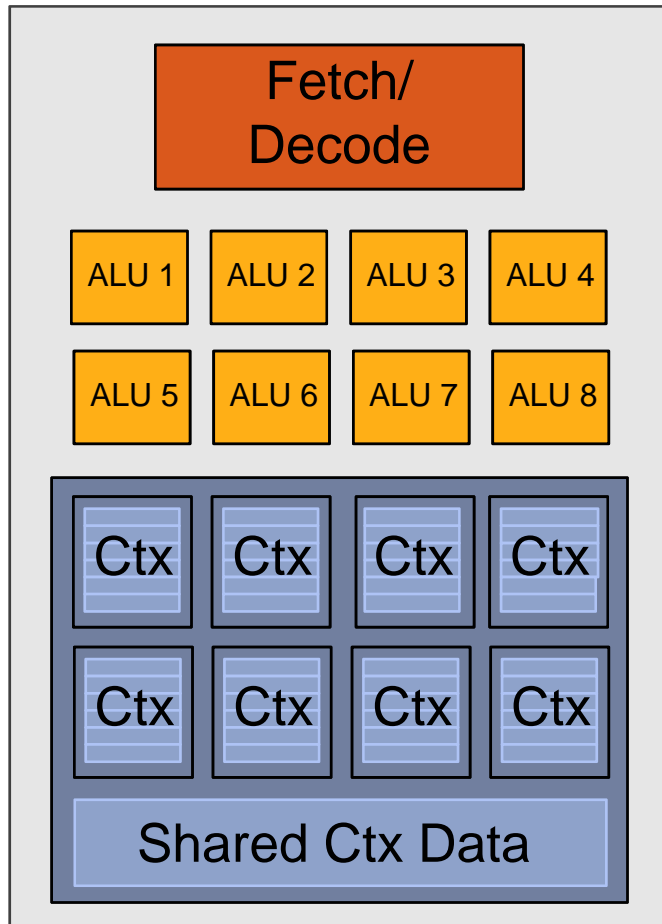 Fetch/
Decode
ALU 1 ALU 2 ALU 3 ALU 4
ALU 5 ALU 6 ALU 7 ALU 8
Ctx Ctx Ctx Ctx
Ctx Ctx Ctx Ctx
Shared Ctx Data